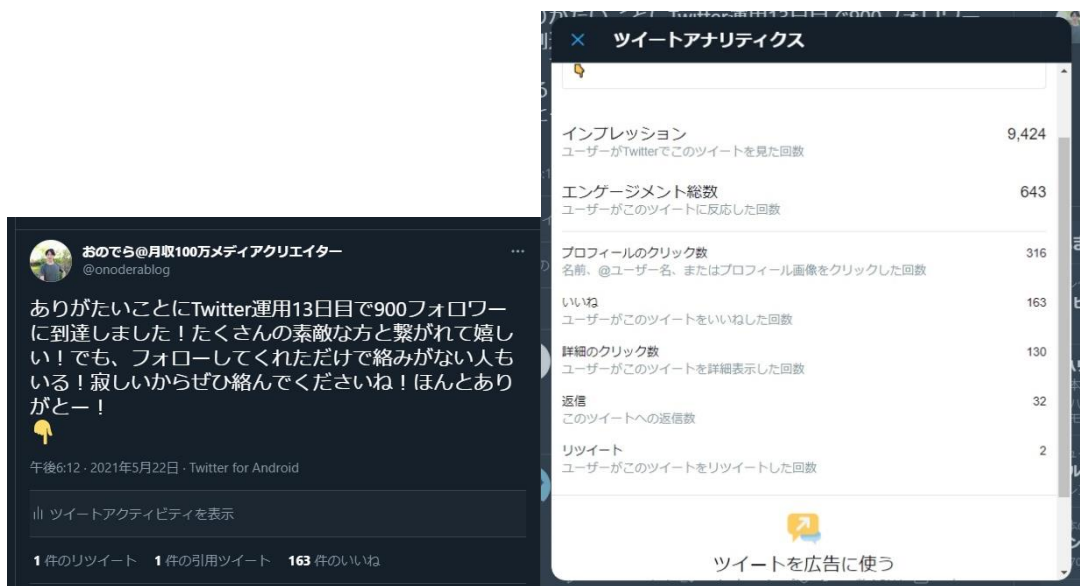 おのでら@月収100万メディアクリエイター
@onoderablog
ありがたいことにTwitter運用13日目で900フォロワー
に到達しました！たくさんの素敵な方と繋がれて嬉し
い！でも、フォローしてくれただけで絡みがない人も
いる！寂しいからぜひ絡んでくださいね！ほんとあり
がとー！
👇
午後6:12 · 2021年5月22日 · Twitter for Android
ツイートアクティビティを表示
1 件のリツイート 1 件の引用ツイート 163 件のいいね
ツイートアナリティクス
👇
インプレッション 9,424
ユーザーがTwitterでこのツイートを見た回数
エンゲージメント総数 643
ユーザーがこのツイートに反応した回数
プロフィールのクリック数 316
名前、@ユーザー名、またはプロフィール画像をクリックした回数
いいね 163
ユーザーがこのツイートをいいねした回数
詳細のクリック数 130
ユーザーがこのツイートを詳細表示した回数
返信 32
このツイートへの返信数
リツイート 2
ユーザーがこのツイートをリツイートした回数
ツイートを広告に使う